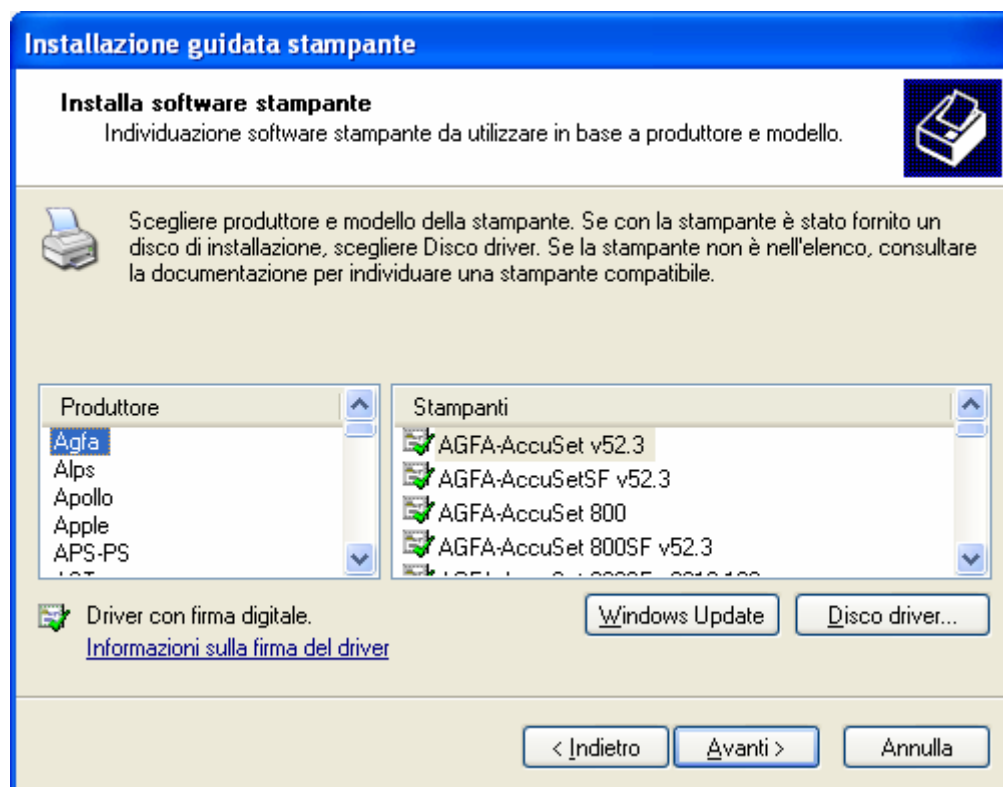 Installazione guidata stampante
Installa software stampante
Individuazione software stampante da utilizzare in base a produttore e modello.
Scegliere produttore e modello della stampante. Se con la stampante è stato fornito un
disco di installazione, scegliere Disco driver. Se la stampante non è nell'elenco, consultare
la documentazione per individuare una stampante compatibile.
Produttore
Agfa
Alps
Apollo
Apple
APS-PS
Stampanti
AGFA-AccuSet v52.3
AGFA-AccuSetSF v52.3
AGFA-AccuSet 800
AGFA-AccuSet 800SF v52.3
Driver con firma digitale.
Informazioni sulla firma del driver
Windows Update
Disco driver...
< Indietro
Avanti >
Annulla